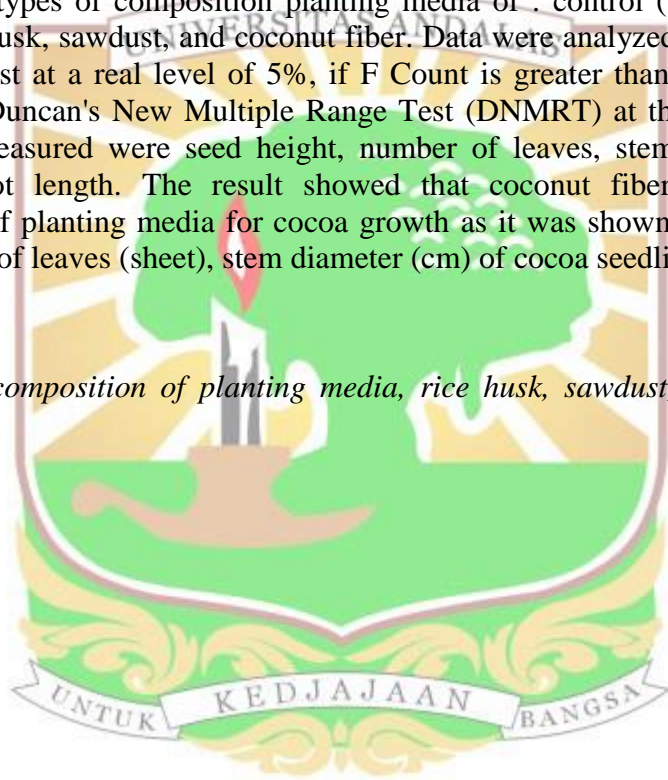 types of composition planting media of . control (
usk, sawdust, and coconut fiber. Data were analyzed
UNIVERSITAS ANDALAS
st at a real level of 5%, if F Count is greater than
Duncan's New Multiple Range Test (DNMRT) at th
easured were seed height, number of leaves, stem
ot length. The result showed that coconut fiber
f planting media for cocoa growth as it was shown
of leaves (sheet), stem diameter (cm) of cocoa seedli
composition of planting media, rice husk, sawdust,
UNTUK KEDJAJAAN BANGSA